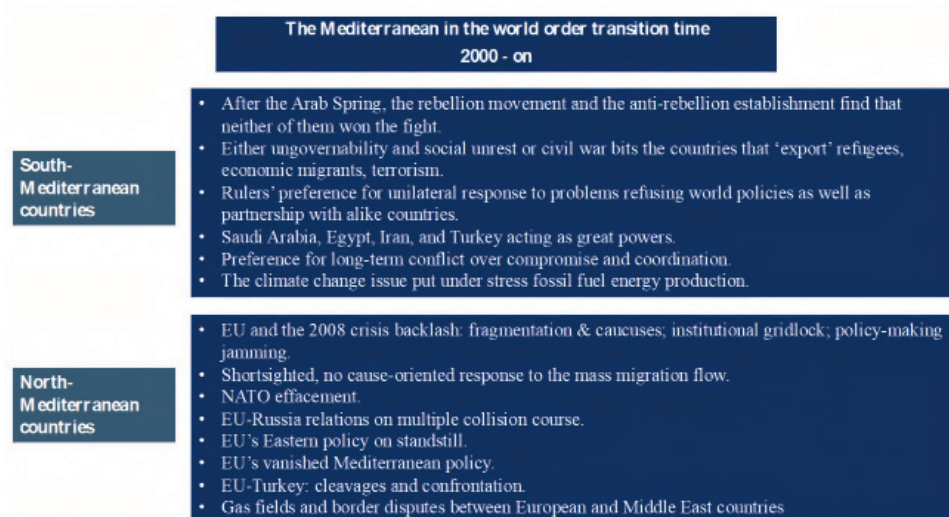 The Mediterranean in the world order transition time
2000 - on
South-
Mediterranean
countries
• After the Arab Spring, the rebellion movement and the anti-rebellion establishment find that
neither of them won the fight.
• Either ungovernability and social unrest or civil war bits the countries that ‘export’ refugees,
economic migrants, terrorism.
• Rulers’ preference for unilateral response to problems refusing world policies as well as
partnership with alike countries.
• Saudi Arabia, Egypt, Iran, and Turkey acting as great powers.
• Preference for long-term conflict over compromise and coordination.
• The climate change issue put under stress fossil fuel energy production.
North-
Mediterranean
countries
• EU and the 2008 crisis backlash: fragmentation & caucuses; institutional gridlock; policy-making
jamming.
• Shortsighted, no cause-oriented response to the mass migration flow.
• NATO effacement.
• EU-Russia relations on multiple collision course.
• EU’s Eastern policy on standstill.
• EU’s vanished Mediterranean policy.
• EU-Turkey: cleavages and confrontation.
• Gas fields and border disputes between European and Middle East countries